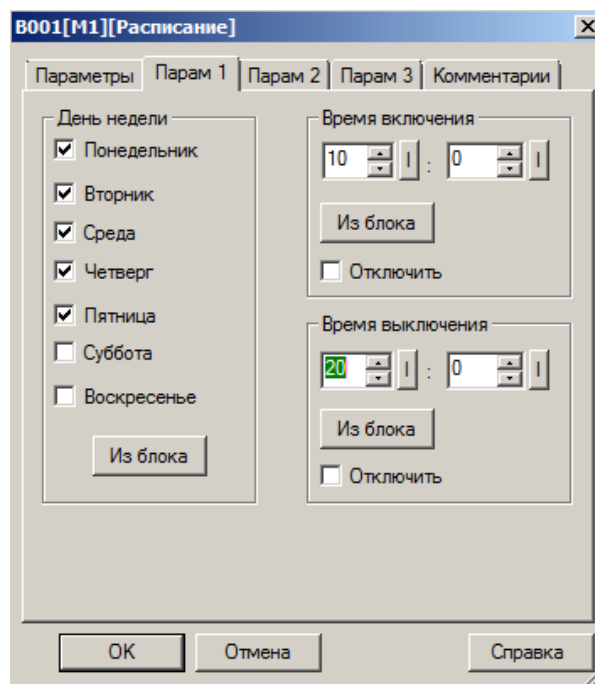 B001[M1][Расписание]
Параметры Парам 1 Парам 2 Парам 3 Комментарии
День недели
Понедельник
Вторник
Среда
Четверг
Пятница
Суббота
Воскресенье
Из блока
Время включения
10 I : 0 I
Из блока
Отключить
Время выключения
20 I : 0 I
Из блока
Отключить
OK Отмена Справка